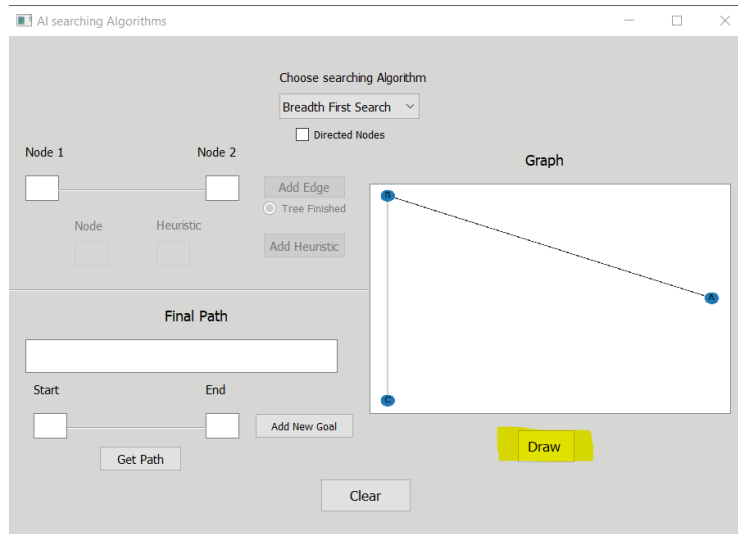 AI searching Algorithms
Choose searching Algorithm
Breadth First Search
Directed Nodes
Node 1
Node 2
Graph
Add Edge
Tree Finished
Node
Heuristic
Add Heuristic
B
A
C
Final Path
Start
End
Add New Goal
Get Path
Draw
Clear